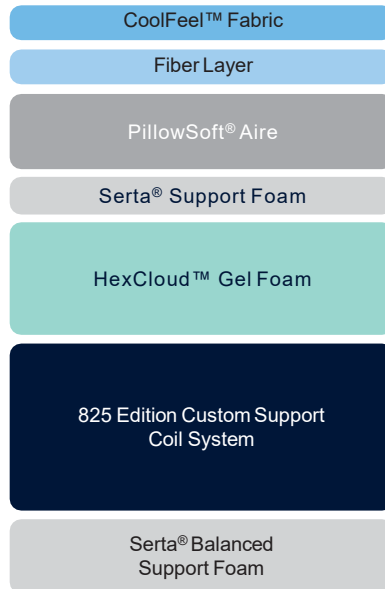 CoolFeel™ Fabric
Fiber Layer
PillowSoft® Aire
Serta® Support Foam
HexCloud™ Gel Foam
825 Edition Custom Support
Coil System
Serta® Balanced
Support Foam